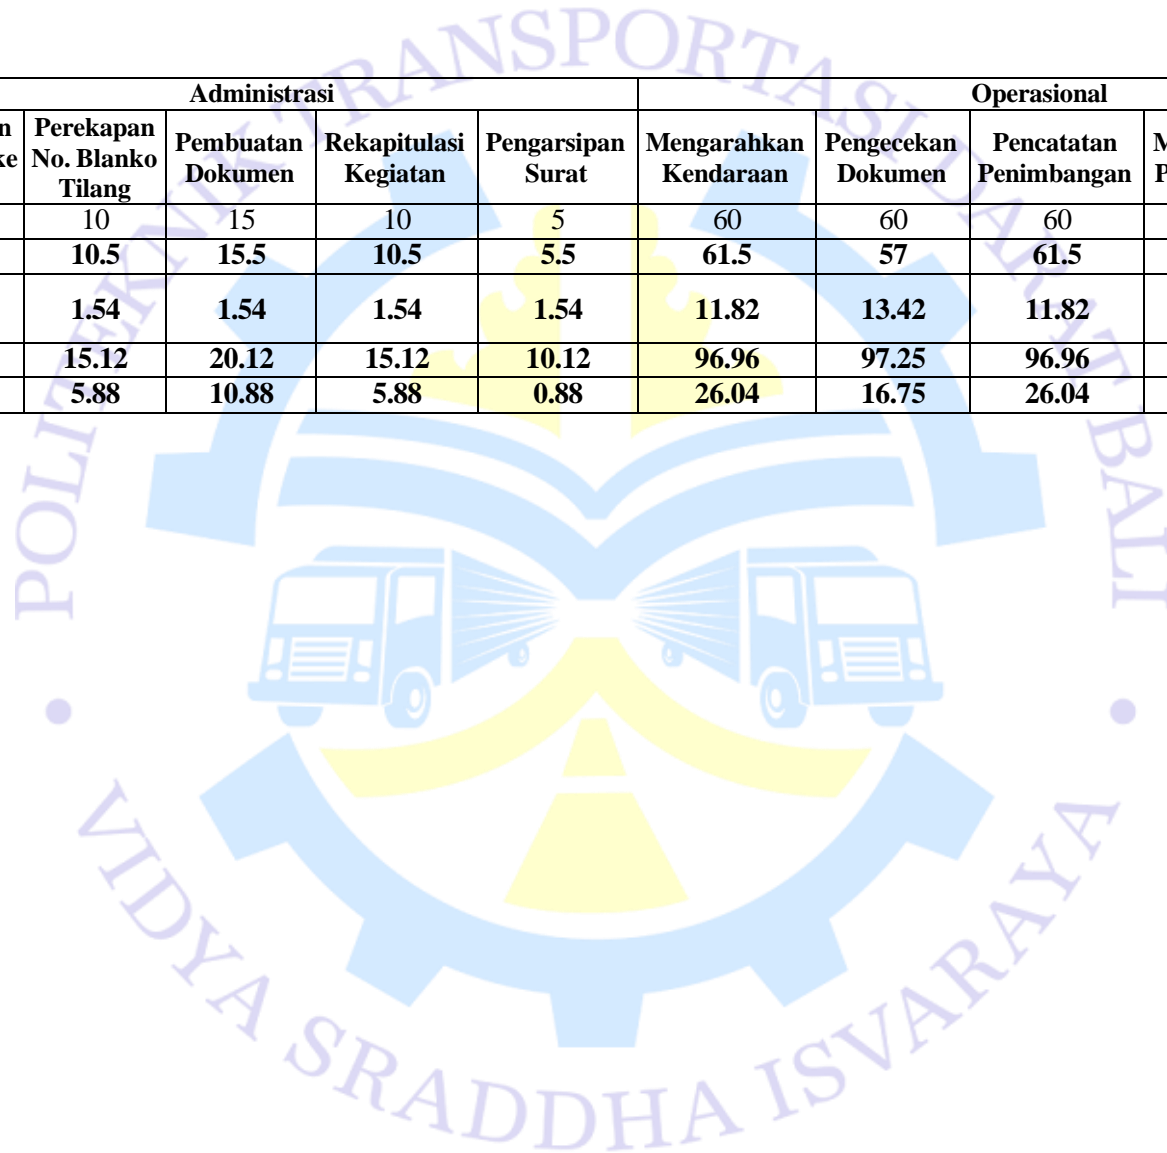 Administrasi Operasional
n ke Perekapan No. Blanko Tilang Pembuatan Dokumen Rekapitulasi Kegiatan Pengarsipan Surat Mengarahkan Kendaraan Pengecekan Dokumen Pencatatan Penimbangan
10 15 10 5 60 60 60
10.5 15.5 10.5 5.5 61.5 57 61.5
1.54 1.54 1.54 1.54 11.82 13.42 11.82
15.12 20.12 15.12 10.12 96.96 97.25 96.96
5.88 10.88 5.88 0.88 26.04 16.75 26.04
POLITEKNIK TRANSPORTASI DARAT BALI
VIDYA SRADDHA ISVARAYA